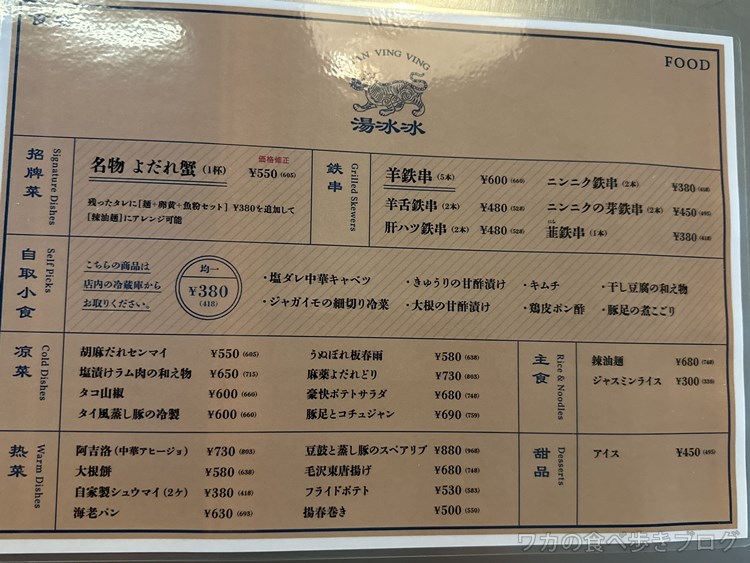 FOOD
TAN VING VING
湯冰冰
招牌菜
Signature Dishes
名物 よだれ蟹 (1杯)
価格修正
¥550 (605)
残ったタレに[麺+卵黄+魚粉セット] ¥380を追加して
[辣油麺]にアレンジ可能
鉄串
Grilled Skewers
羊鉄串 (5本) ¥600 (660)
羊舌鉄串 (2本) ¥480 (528)
肝ハツ鉄串 (2本) ¥480 (528)
ニンニク鉄串 (2本) ¥380 (418)
ニンニクの芽鉄串 (2本) ¥450 (495)
にら
韮鉄串 (1本) ¥380 (418)
自取小食
Self Picks
こちらの商品は
店内の冷蔵庫から
お取りください。
均一
¥380
(418)
・塩ダレ中華キャベツ
・ジャガイモの細切り冷菜
・きゅうりの甘酢漬け
・大根の甘酢漬け
・キムチ
・鶏皮ポン酢
・干し豆腐の和え物
・豚足の煮こごり
凉菜
Cold Dishes
胡麻だれセンマイ ¥550 (605)
塩漬けラム肉の和え物 ¥650 (715)
タコ山椒 ¥600 (660)
タイ風蒸し豚の冷製 ¥600 (660)
うぬぼれ板春雨 ¥580 (638)
麻薬よだれどり ¥730 (803)
豪快ポテトサラダ ¥680 (748)
豚足とコチュジャン ¥690 (759)
主食
Rice & Noodles
辣油麺 ¥680 (748)
ジャスミンライス ¥300 (330)
热菜
Warm Dishes
阿吉洛 (中華アヒージョ) ¥730 (803)
大根餅 ¥580 (638)
自家製シュウマイ (2ケ) ¥380 (418)
海老パン ¥630 (693)
豆鼓と蒸し豚のスペアリブ ¥880 (968)
毛沢東唐揚げ ¥680 (748)
フライドポテト ¥530 (583)
揚春巻き ¥500 (550)
甜品
Desserts
アイス ¥450 (495)
ワカの食べ歩きブログ